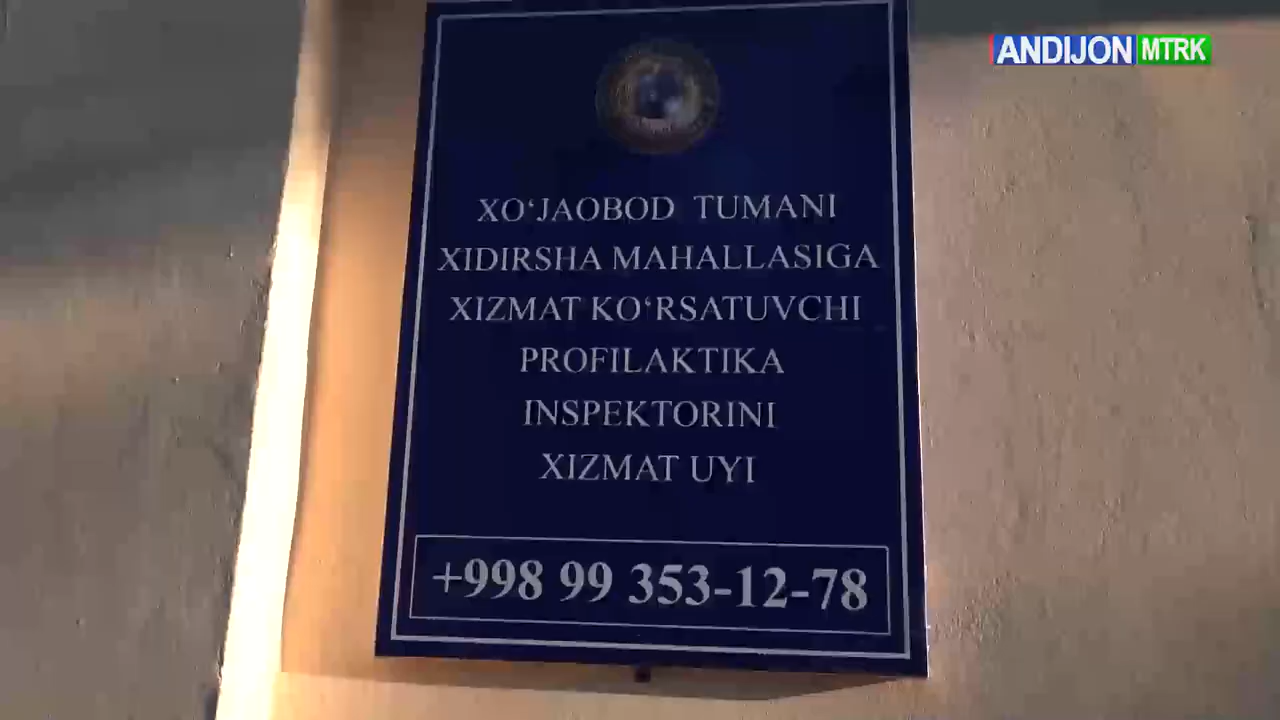 ANDIJON MTRK
XO‘JAOBOD TUMANI
XIDIRSHA MAHALLASIGA
XIZMAT KO‘RSATUVCHI
PROFILAKTIKA
INSPEKTORINI
XIZMAT UYI
+998 99 353-12-78